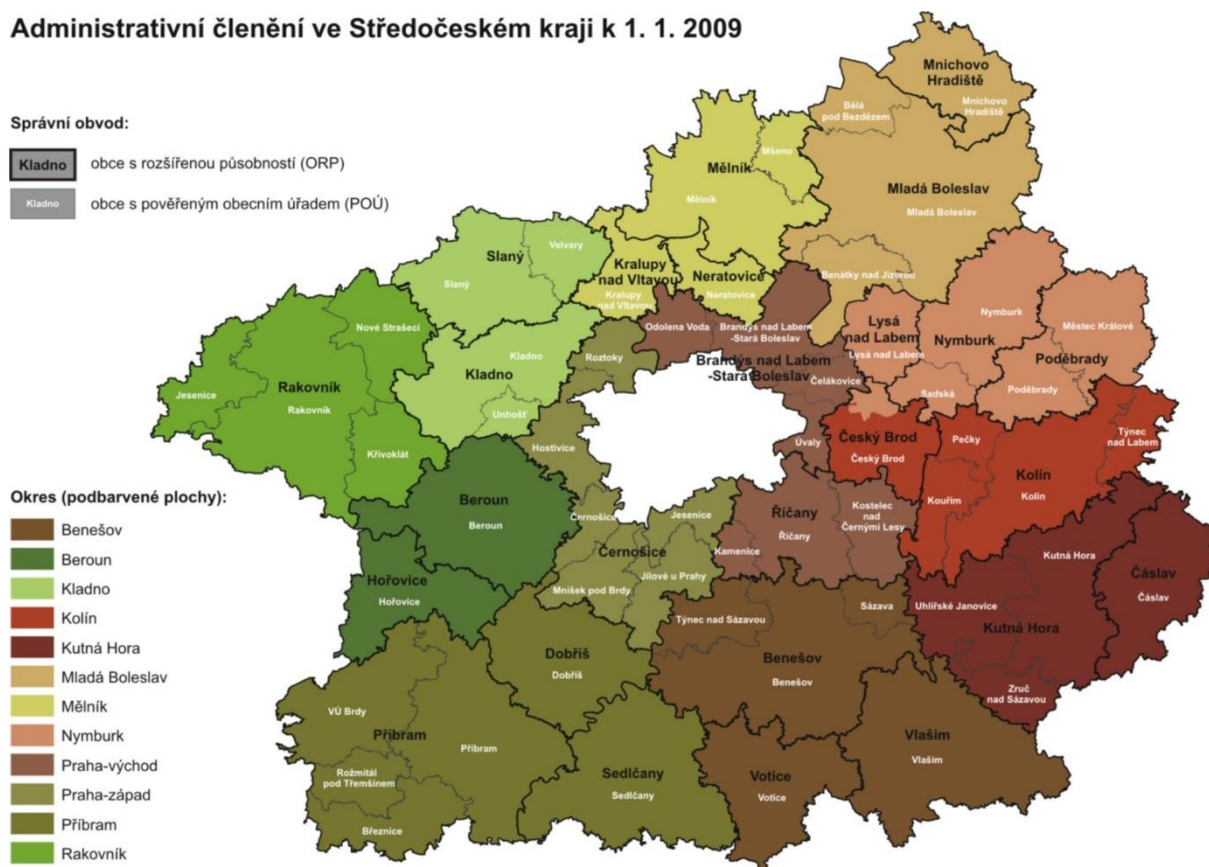 Administrativní členění ve Středočeském kraji k 1. 1. 2009
Správní obvod:
Kladno
obce s rozšířenou působností (ORP)
Kladno
obce s pověřeným obecním úřadem (POÚ)
Okres (podbarvené plochy):
Benešov
Beroun
Kladno
Kolín
Kutná Hora
Mladá Boleslav
Mělník
Nymburk
Praha-východ
Praha-západ
Příbram
Rakovník
Mnichovo
Hradiště
Mnichovo
Hradiště
Bělá
pod Bezdězem
Mšeno
Mělník
Mělník
Mladá Boleslav
Mladá Boleslav
Benátky nad Jizerou
Velvary
Slaný
Slaný
Kralupy
nad Vltavou
Kralupy
nad Vltavou
Neratovice
Neratovice
Nové Strašecí
Jesenice
Rakovník
Rakovník
Křivoklát
Kladno
Kladno
Unhošť
Roztoky
Odolena Voda
Brandýs nad Labem
-Stará Boleslav
Brandýs nad Labem
-Stará Boleslav
Čelákovice
Úvaly
Lysá
nad Labem
Lysá nad Labem
Nymburk
Nymburk
Městec Králové
Poděbrady
Poděbrady
Sadská
Hostivice
Český Brod
Český Brod
Pečky
Týnec
nad Labem
Kolín
Kolín
Kouřim
Beroun
Beroun
Černošice
Jesenice
Černošice
Jílové u Prahy
Mníšek pod Brdy
Říčany
Říčany
Kostelec
nad
Černými Lesy
Kamenice
Hořovice
Hořovice
Kutná Hora
Čáslav
Čáslav
Uhlířské Janovice
Kutná Hora
Zruč
nad Sázavou
Týnec nad Sázavou
Sázava
Benešov
Benešov
Dobříš
Dobříš
VÚ Brdy
Příbram
Příbram
Rožmitál
pod Třemšínem
Březnice
Sedlčany
Sedlčany
Votice
Votice
Vlašim
Vlašim